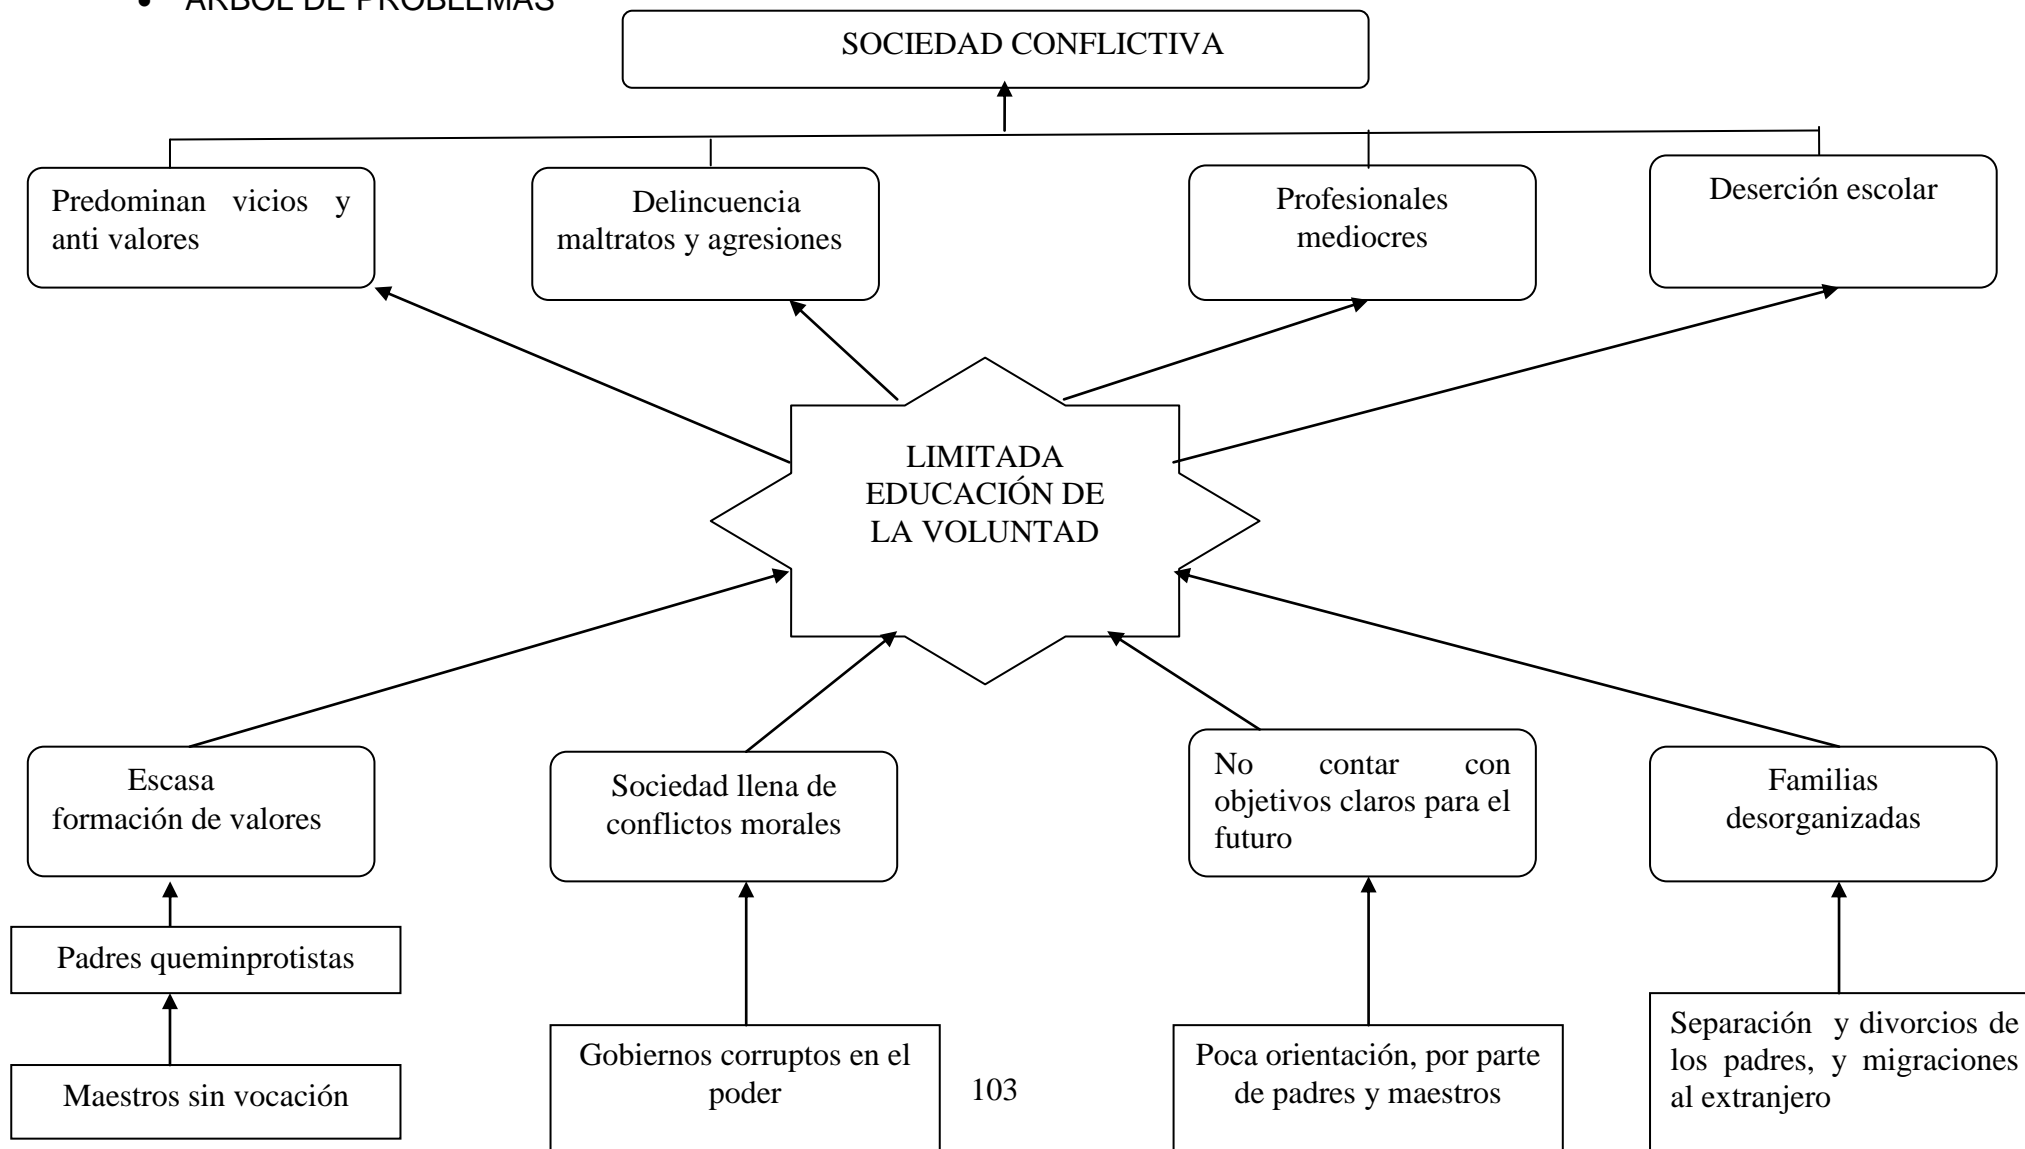 • ÁRBOL DE PROBLEMAS
SOCIEDAD CONFLICTIVA
Predominan vicios y
anti valores
Delincuencia
maltratos y agresiones
Profesionales
mediocres
Deserción escolar
LIMITADA
EDUCACIÓN DE
LA VOLUNTAD
Escasa
formación de valores
Sociedad llena de
conflictos morales
No contar con
objetivos claros para el
futuro
Familias
desorganizadas
Padres queminprotistas
Maestros sin vocación
Gobiernos corruptos en el
poder
Poca orientación, por parte
de padres y maestros
Separación y divorcios de
los padres, y migraciones
al extranjero
103